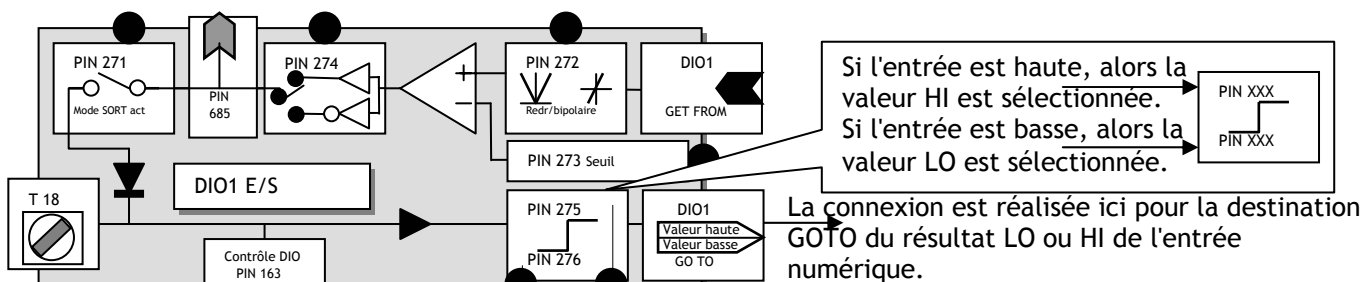 PIN 271
Mode SORT act
PIN
685
PIN 274
PIN 272
Redr/bipolaire
DIO1
GET FROM
PIN 273 Seuil
Si l'entrée est haute, alors la
valeur HI est sélectionnée.
Si l'entrée est basse, alors la
valeur LO est sélectionnée.
PIN XXX
PIN XXX
T 18
DIO1 E/S
Contrôle DIO
PIN 163
PIN 275
PIN 276
DIO1
Valeur haute
Valeur basse
GO TO
La connexion est réalisée ici pour la destination
GOTO du résultat LO ou HI de l'entrée
numérique.